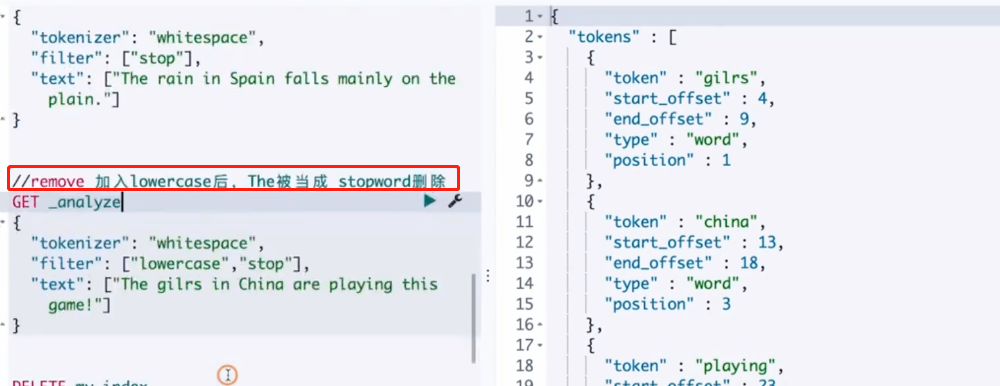 {
"tokenizer": "whitespace",
"filter": ["stop"],
"text": ["The rain in Spain falls mainly on the
plain."]
}
//remove 加入lowercase后, The被当成 stopword删除
GET _analyze
{
"tokenizer": "whitespace",
"filter": ["lowercase","stop"],
"text": ["The gilrs in China are playing this
game!"]
}
DELETE my_index
1 {
2 "tokens" : [
3 {
4 "token" : "gilrs",
5 "start_offset" : 4,
6 "end_offset" : 9,
7 "type" : "word",
8 "position" : 1
9 },
10 {
11 "token" : "china",
12 "start_offset" : 13,
13 "end_offset" : 18,
14 "type" : "word",
15 "position" : 3
16 },
17 {
18 "token" : "playing",
19 "start_offset" : 23,